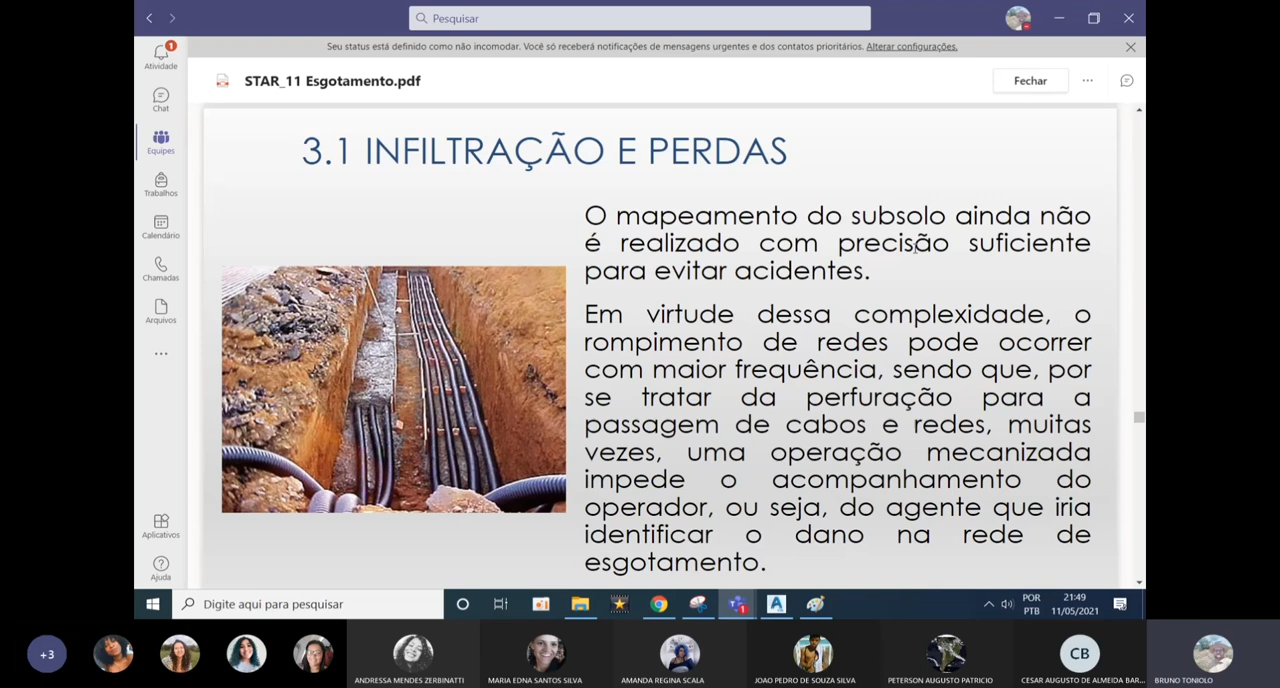 Pesquisar
Seu status está definido como não incomodar. Você só receberá notificações de mensagens urgentes e dos contatos prioritários. Alterar configurações.
1
Atividade
Chat
Equipes
Trabalhos
Calendário
Chamadas
Arquivos
...
Aplicativos
Ajuda
STAR_11 Esgotamento.pdf
Fechar
...
3.1 INFILTRAÇÃO E PERDAS
O mapeamento do subsolo ainda não
é realizado com precisão suficiente
para evitar acidentes.
Em virtude dessa complexidade, o
rompimento de redes pode ocorrer
com maior frequência, sendo que, por
se tratar da perfuração para a
passagem de cabos e redes, muitas
vezes, uma operação mecanizada
impede o acompanhamento do
operador, ou seja, do agente que iria
identificar o dano na rede de
esgotamento.
Digite aqui para pesquisar
POR
PTB
21:49
11/05/2021
+3
ANDRESSA MENDES ZERBINATTI
MARIA EDNA SANTOS SILVA
AMANDA REGINA SCALA
JOAO PEDRO DE SOUZA SILVA
PETERSON AUGUSTO PATRICIO
CB
CESAR AUGUSTO DE ALMEIDA BAR...
BRUNO TONIOLO